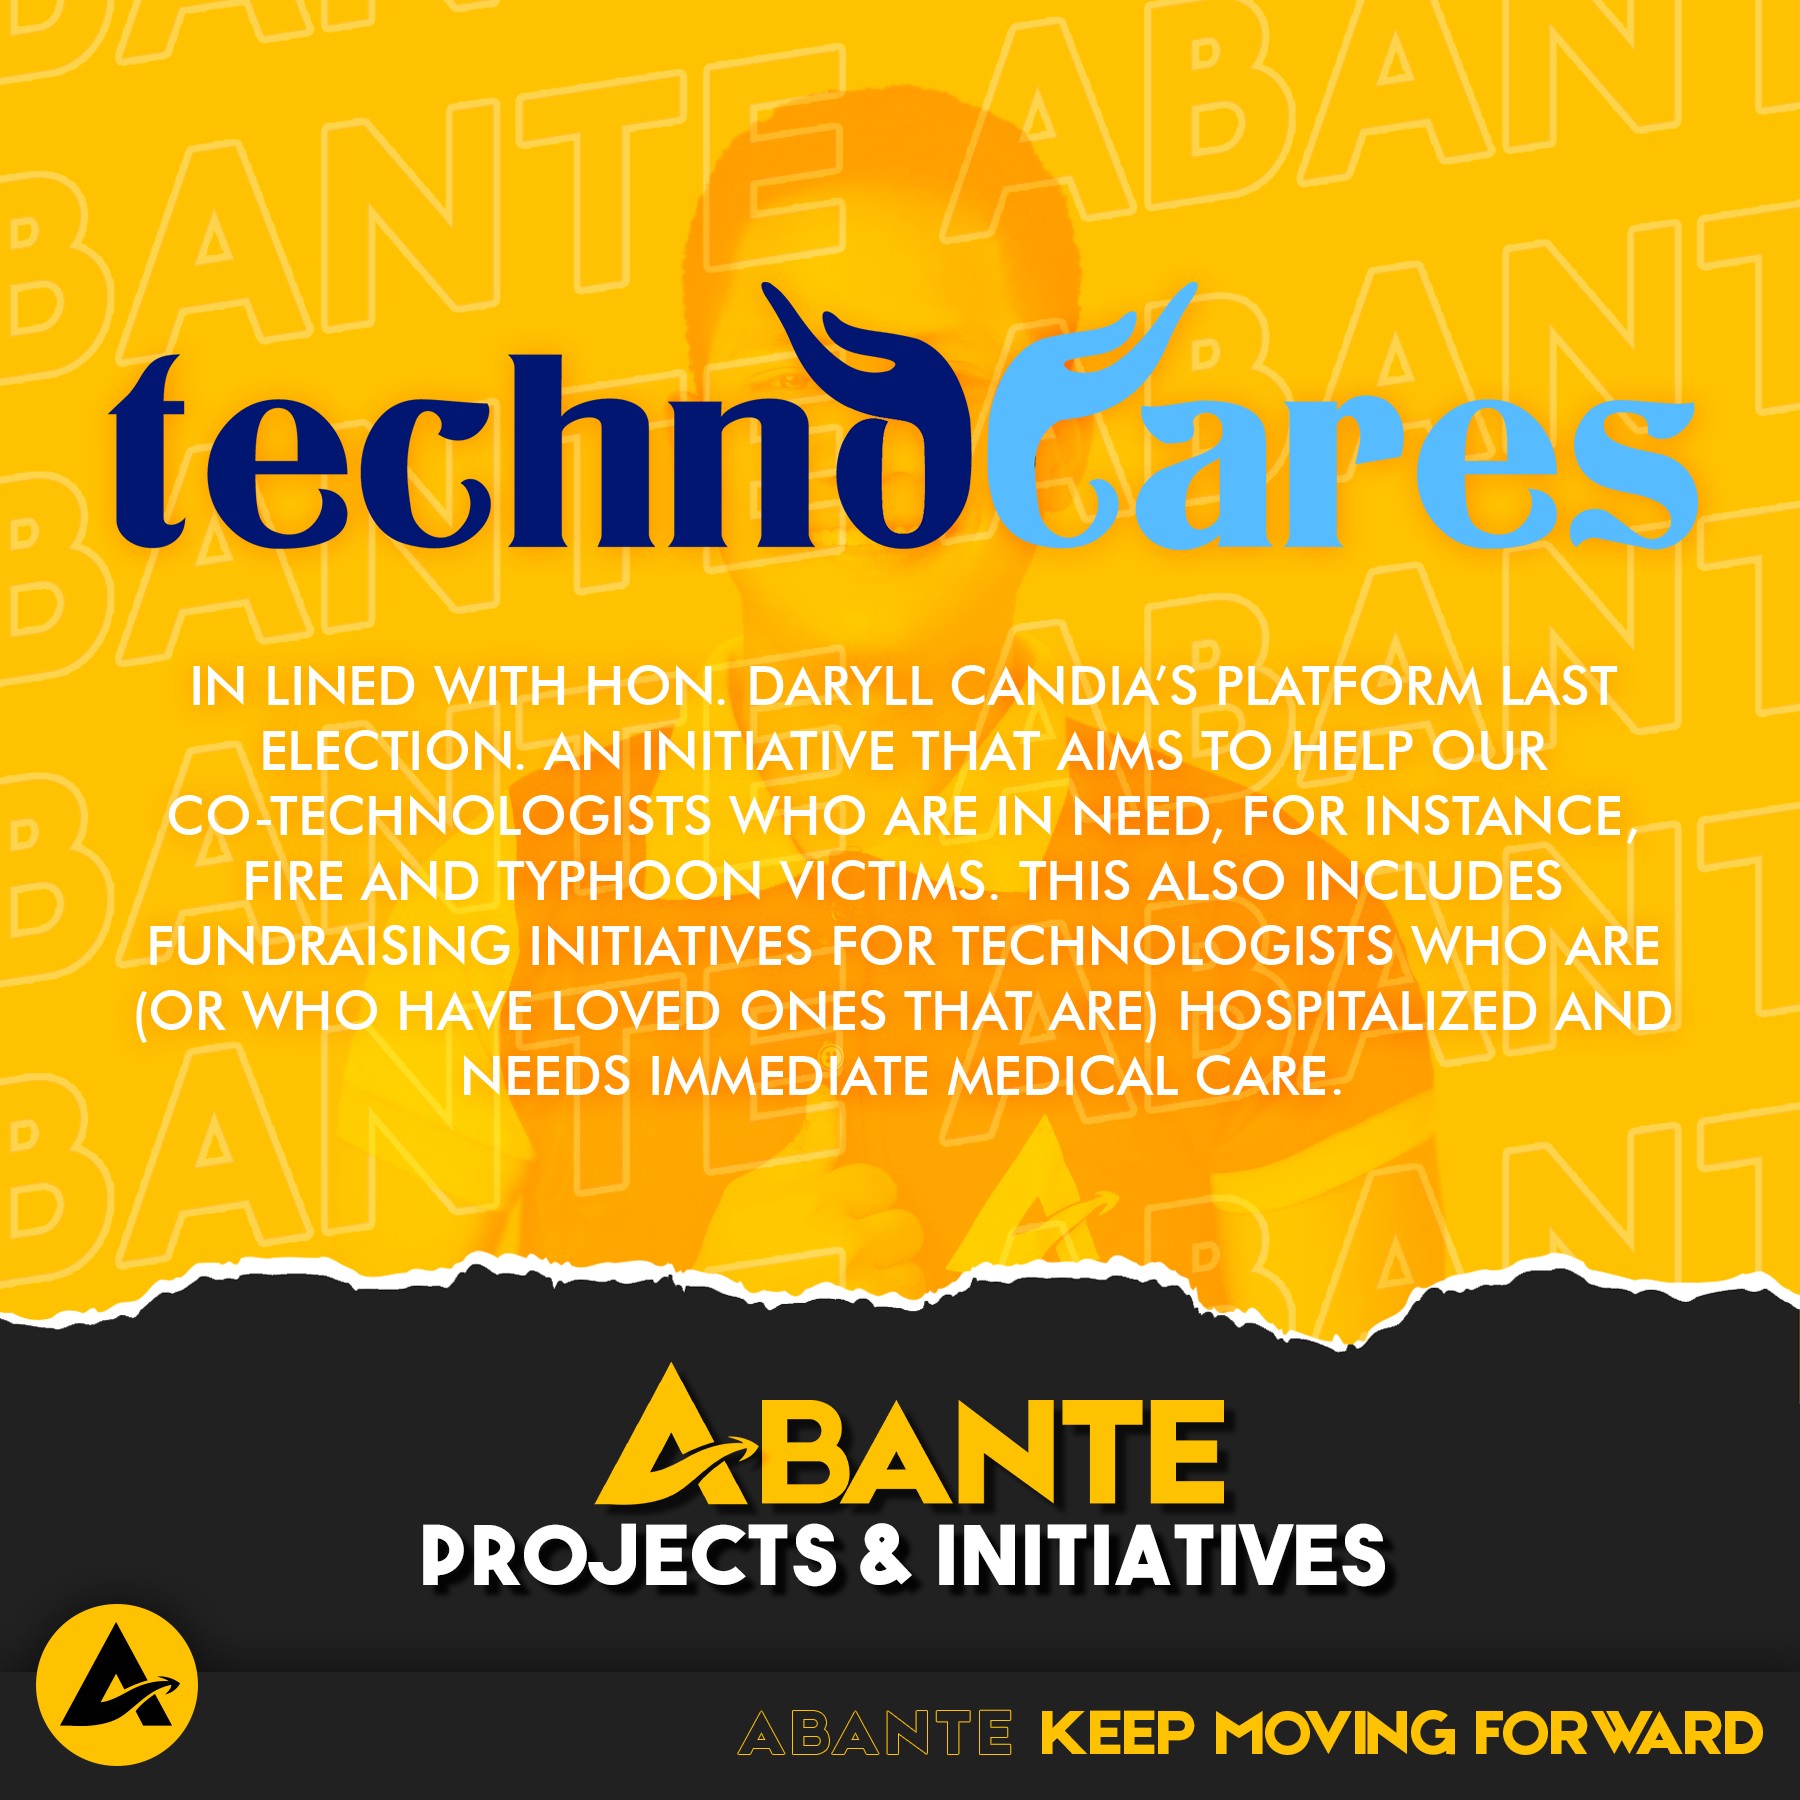 BANTE ABANT
technoCares
IN LINED WITH HON. DARYLL CANDIA’S PLATFORM LAST
ELECTION. AN INITIATIVE THAT AIMS TO HELP OUR
CO-TECHNOLOGISTS WHO ARE IN NEED, FOR INSTANCE,
FIRE AND TYPHOON VICTIMS. THIS ALSO INCLUDES
FUNDRAISING INITIATIVES FOR TECHNOLOGISTS WHO ARE
(OR WHO HAVE LOVED ONES THAT ARE) HOSPITALIZED AND
NEEDS IMMEDIATE MEDICAL CARE.
ABANTE
PROJECTS & INITIATIVES
ABANTE KEEP MOVING FORWARD